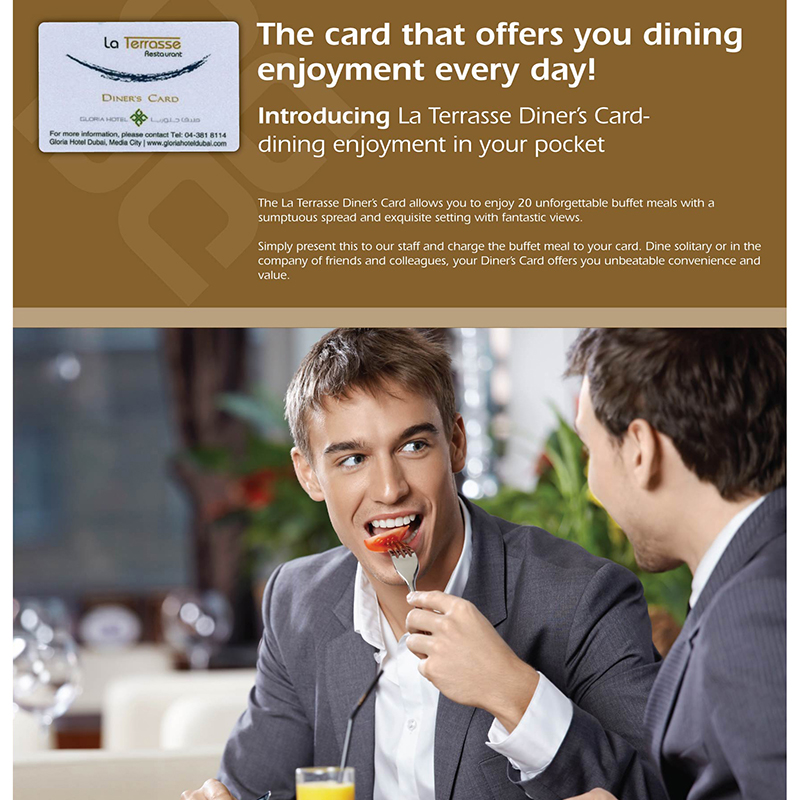 La Terrasse
Restaurant
DINER'S CARD
GLORIA HOTEL فندق جلوريا
For more information, please contact Tel: 04-381 8114
Gloria Hotel Dubai, Media City | www.gloriahoteldubai.com
The card that offers you dining
enjoyment every day!
Introducing La Terrasse Diner's Card-
dining enjoyment in your pocket
The La Terrasse Diner's Card allows you to enjoy 20 unforgettable buffet meals with a
sumptuous spread and exquisite setting with fantastic views.
Simply present this to our staff and charge the buffet meal to your card. Dine solitary or in the
company of friends and colleagues, your Diner's Card offers you unbeatable convenience and
value.